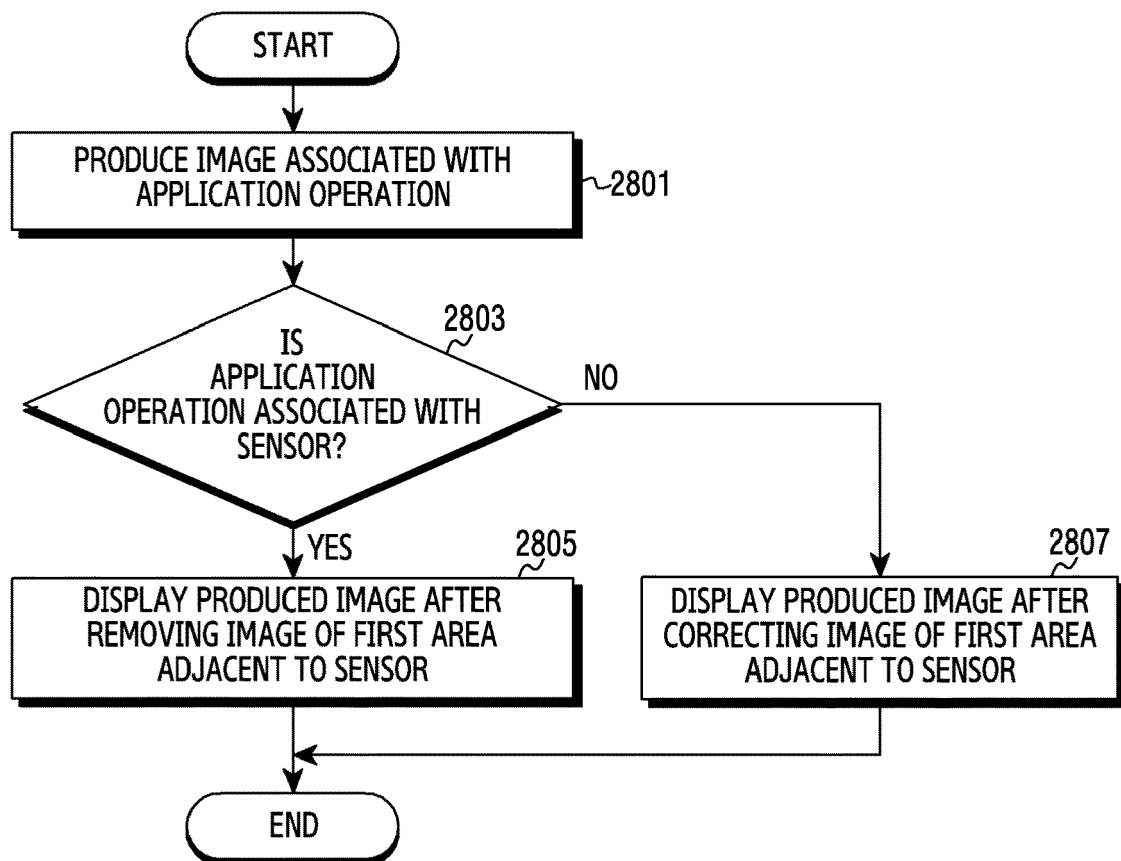 START
PRODUCE IMAGE ASSOCIATED WITH
APPLICATION OPERATION
2801
2803
IS
APPLICATION
OPERATION ASSOCIATED WITH
SENSOR?
NO
YES
2805
DISPLAY PRODUCED IMAGE AFTER
REMOVING IMAGE OF FIRST AREA
ADJACENT TO SENSOR
2807
DISPLAY PRODUCED IMAGE AFTER
CORRECTING IMAGE OF FIRST AREA
ADJACENT TO SENSOR
END